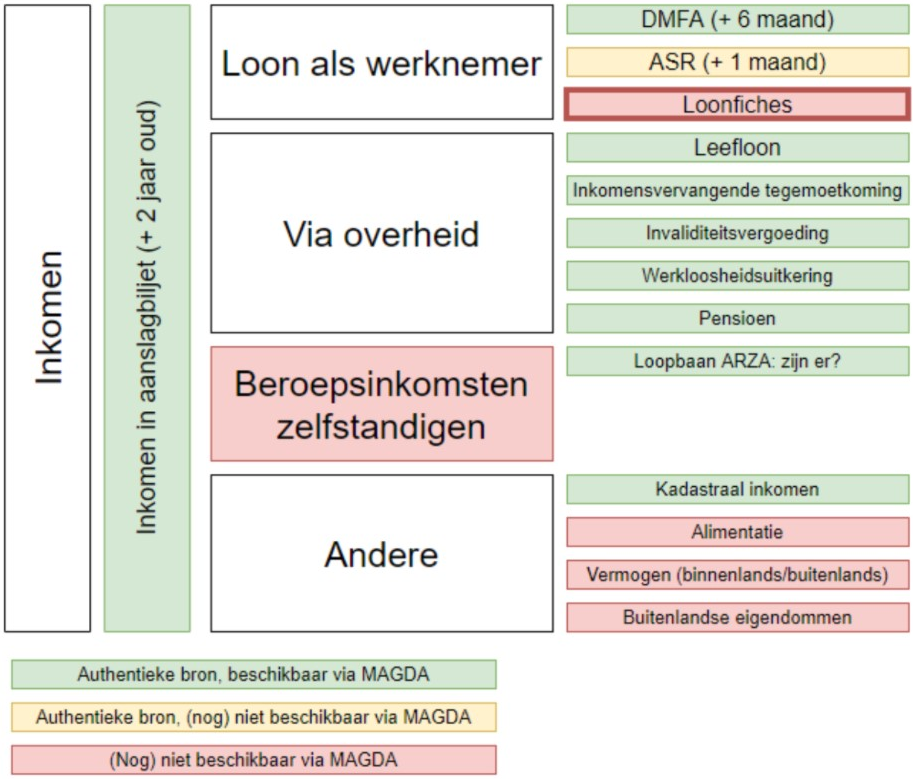 Inkomen
Inkomen in aanslagbiljet (+ 2 jaar oud)
Loon als werknemer
DMFA (+ 6 maand)
ASR (+ 1 maand)
Loonfiches
Via overheid
Leefloon
Inkomensvervangende tegemoetkoming
Invaliditeitsvergoeding
Werkloosheidsuitkering
Pensioen
Beroepsinkomsten
zelfstandigen
Loopbaan ARZA: zijn er?
Andere
Kadastraal inkomen
Alimentatie
Vermogen (binnenlands/buitenlands)
Buitenlandse eigendommen
Authentieke bron, beschikbaar via MAGDA
Authentieke bron, (nog) niet beschikbaar via MAGDA
(Nog) niet beschikbaar via MAGDA